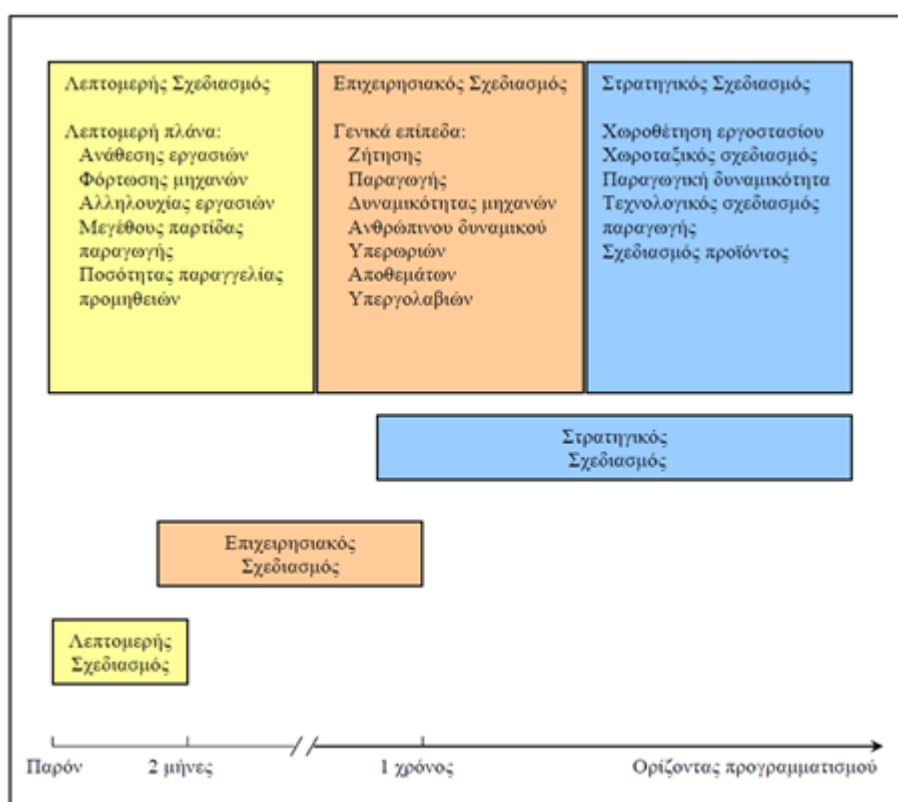 Λεπτομερής Σχεδιασμός
Λεπτομερή πλάνα:
Ανάθεσης εργασιών
Φόρτωσης μηχανών
Αλληλουχίας εργασιών
Μεγέθους παρτίδας
παραγωγής
Ποσότητας παραγγελίας
προμηθειών
Επιχειρησιακός Σχεδιασμός
Γενικά επίπεδα:
Ζήτησης
Παραγωγής
Δυναμικότητας μηχανών
Ανθρώπινου δυναμικού
Υπερωριών
Αποθεμάτων
Υπεργολαβιών
Στρατηγικός Σχεδιασμός
Χωροθέτηση εργοστασίου
Χωροταξικός σχεδιασμός
Παραγωγική δυναμικότητα
Τεχνολογικός σχεδιασμός
παραγωγής
Σχεδιασμός προϊόντος
Στρατηγικός
Σχεδιασμός
Επιχειρησιακός
Σχεδιασμός
Λεπτομερής
Σχεδιασμός
Παρόν
2 μήνες
1 χρόνος
Ορίζοντας προγραμματισμού